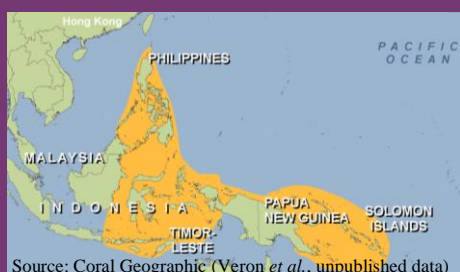 Hong Kong
PACIFIC
OCEAN
PHILIPPINES
MALAYSIA
INDONESIA
PAPUA
NEW GUINEA
SOLOMON
ISLANDS
TIMOR-
LESTE
Source: Coral Geographic (Veron et al., unpublished data)